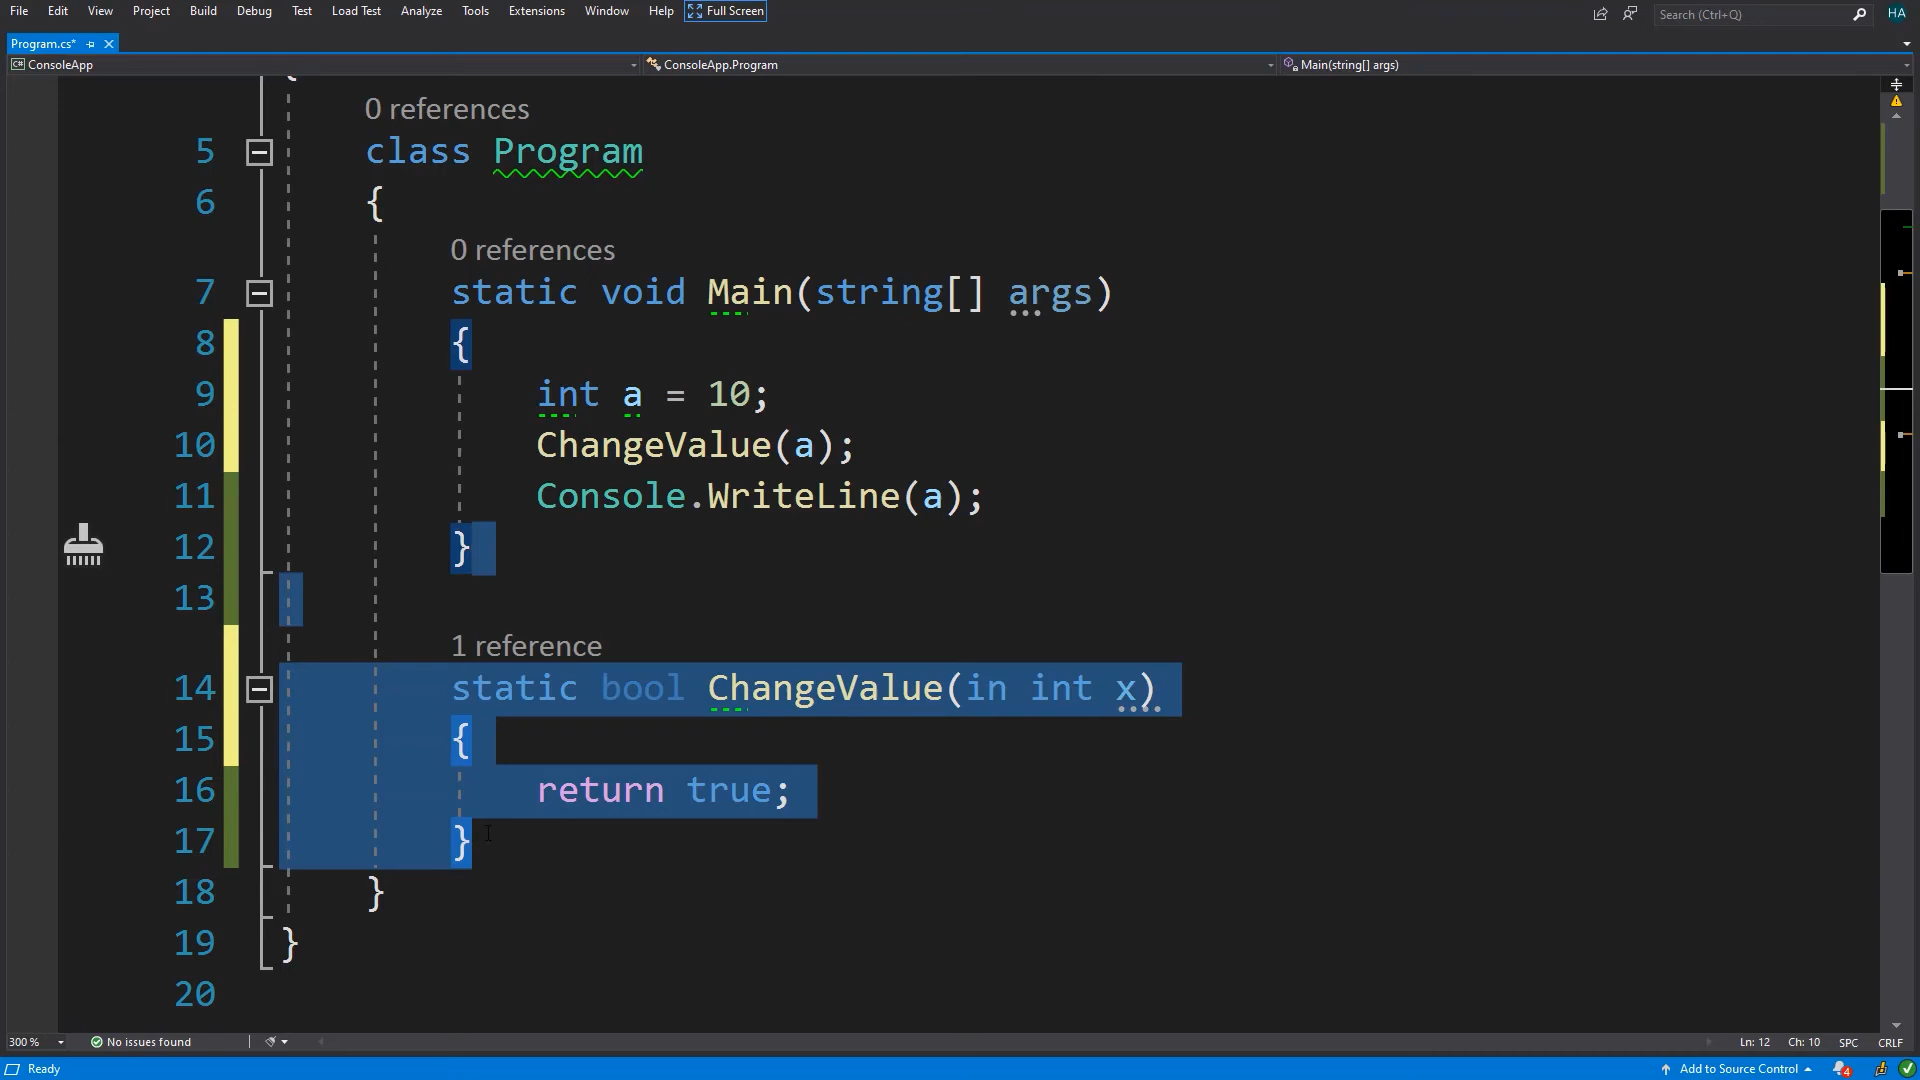 File Edit View Project Build Debug Test Load Test Analyze Tools Extensions Window Help Full Screen Search (Ctrl+Q) HA
Program.cs*
C# ConsoleApp ConsoleApp.Program Main(string[] args)
{
0 references
5 class Program
6 {
0 references
7 static void Main(string[] args)
8 {
9 int a = 10;
10 ChangeValue(a);
11 Console.WriteLine(a);
12 }
13
1 reference
14 static bool ChangeValue(in int x)
15 {
16 return true;
17 }
18 }
19 }
20
300 % No issues found Ln: 12 Ch: 10 SPC CRLF
Ready Add to Source Control 4